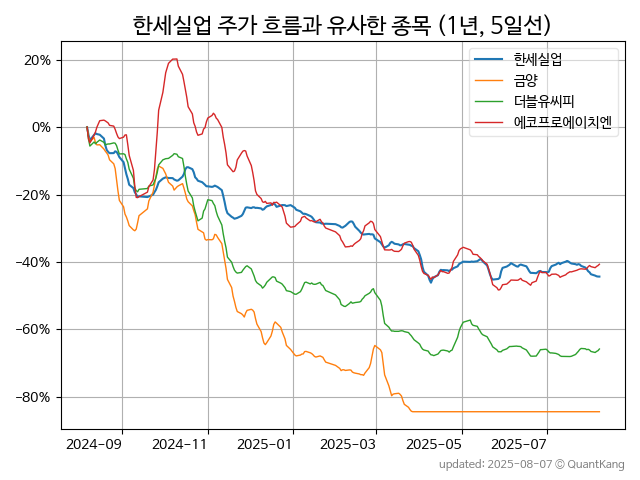 한세실업 주가 흐름과 유사한 종목 (1년, 5일선)
한세실업
금양
더블유씨피
에코프로에이치엔
20%
0%
−20%
−40%
−60%
−80%
2024-09 2024-11 2025-01 2025-03 2025-05 2025-07
updated: 2025-08-07 © QuantKang